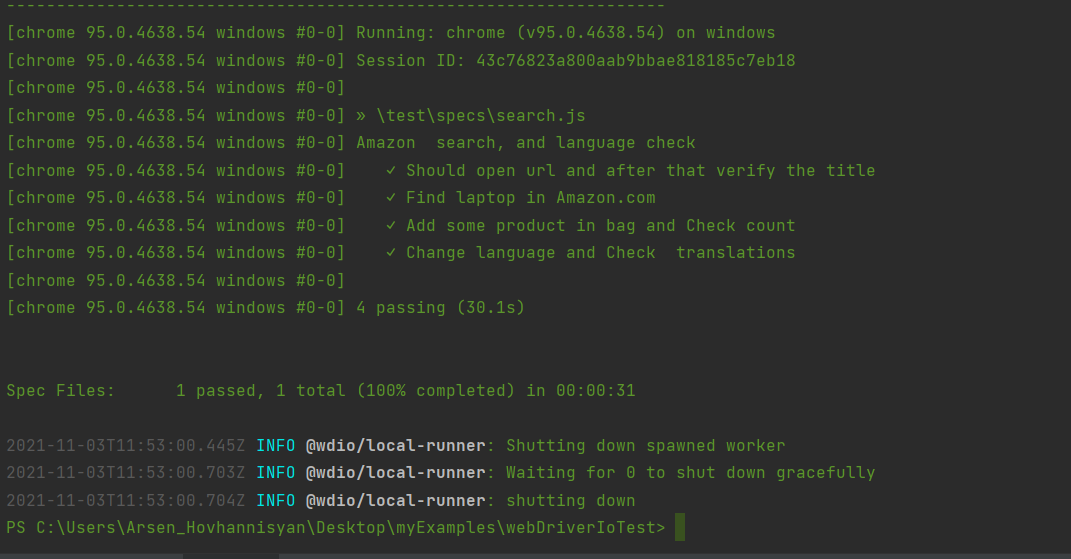 ------------------------------------------------------------------
[chrome 95.0.4638.54 windows #0-0] Running: chrome (v95.0.4638.54) on windows
[chrome 95.0.4638.54 windows #0-0] Session ID: 43c76823a800aab9bbae818185c7eb18
[chrome 95.0.4638.54 windows #0-0]
[chrome 95.0.4638.54 windows #0-0] » \test\specs\search.js
[chrome 95.0.4638.54 windows #0-0] Amazon  search, and language check
[chrome 95.0.4638.54 windows #0-0]    ✓ Should open url and after that verify the title
[chrome 95.0.4638.54 windows #0-0]    ✓ Find laptop in Amazon.com
[chrome 95.0.4638.54 windows #0-0]    ✓ Add some product in bag and Check count
[chrome 95.0.4638.54 windows #0-0]    ✓ Change language and Check  translations
[chrome 95.0.4638.54 windows #0-0]
[chrome 95.0.4638.54 windows #0-0] 4 passing (30.1s)
Spec Files:      1 passed, 1 total (100% completed) in 00:00:31
2021-11-03T11:53:00.445Z INFO @wdio/local-runner: Shutting down spawned worker
2021-11-03T11:53:00.703Z INFO @wdio/local-runner: Waiting for 0 to shut down gracefully
2021-11-03T11:53:00.704Z INFO @wdio/local-runner: shutting down
PS C:\Users\Arsen_Hovhannisyan\Desktop\myExamples\webDriverIoTest>